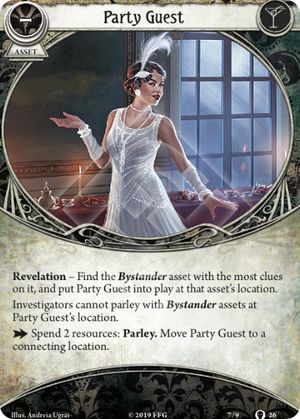 Party Guest
ASSET
Revelation – Find the Bystander asset with the most clues
on it, and put Party Guest into play at that asset's location.
Investigators cannot parley with Bystander assets at
Party Guest's location.
Spend 2 resources: Parley. Move Party Guest to a
connecting location.
Illus. Andreia Ugrai
© 2019 FFG
7/9
26